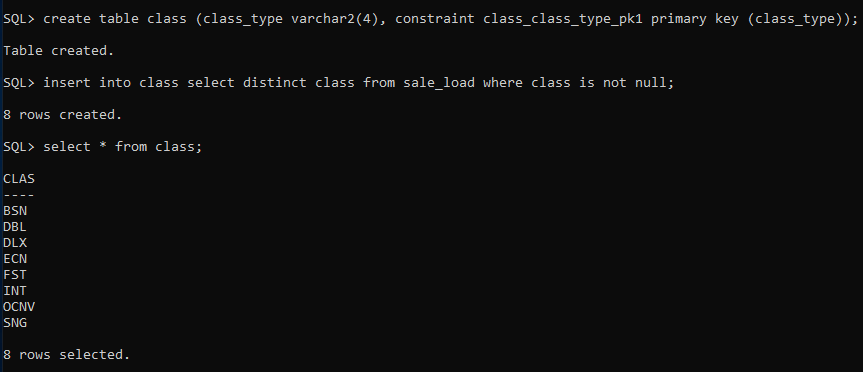 SQL> create table class (class_type varchar2(4), constraint class_class_type_pk1 primary key (class_type));
Table created.
SQL> insert into class select distinct class from sale_load where class is not null;
8 rows created.
SQL> select * from class;
CLAS
----
BSN
DBL
DLX
ECN
FST
INT
OCNV
SNG
8 rows selected.